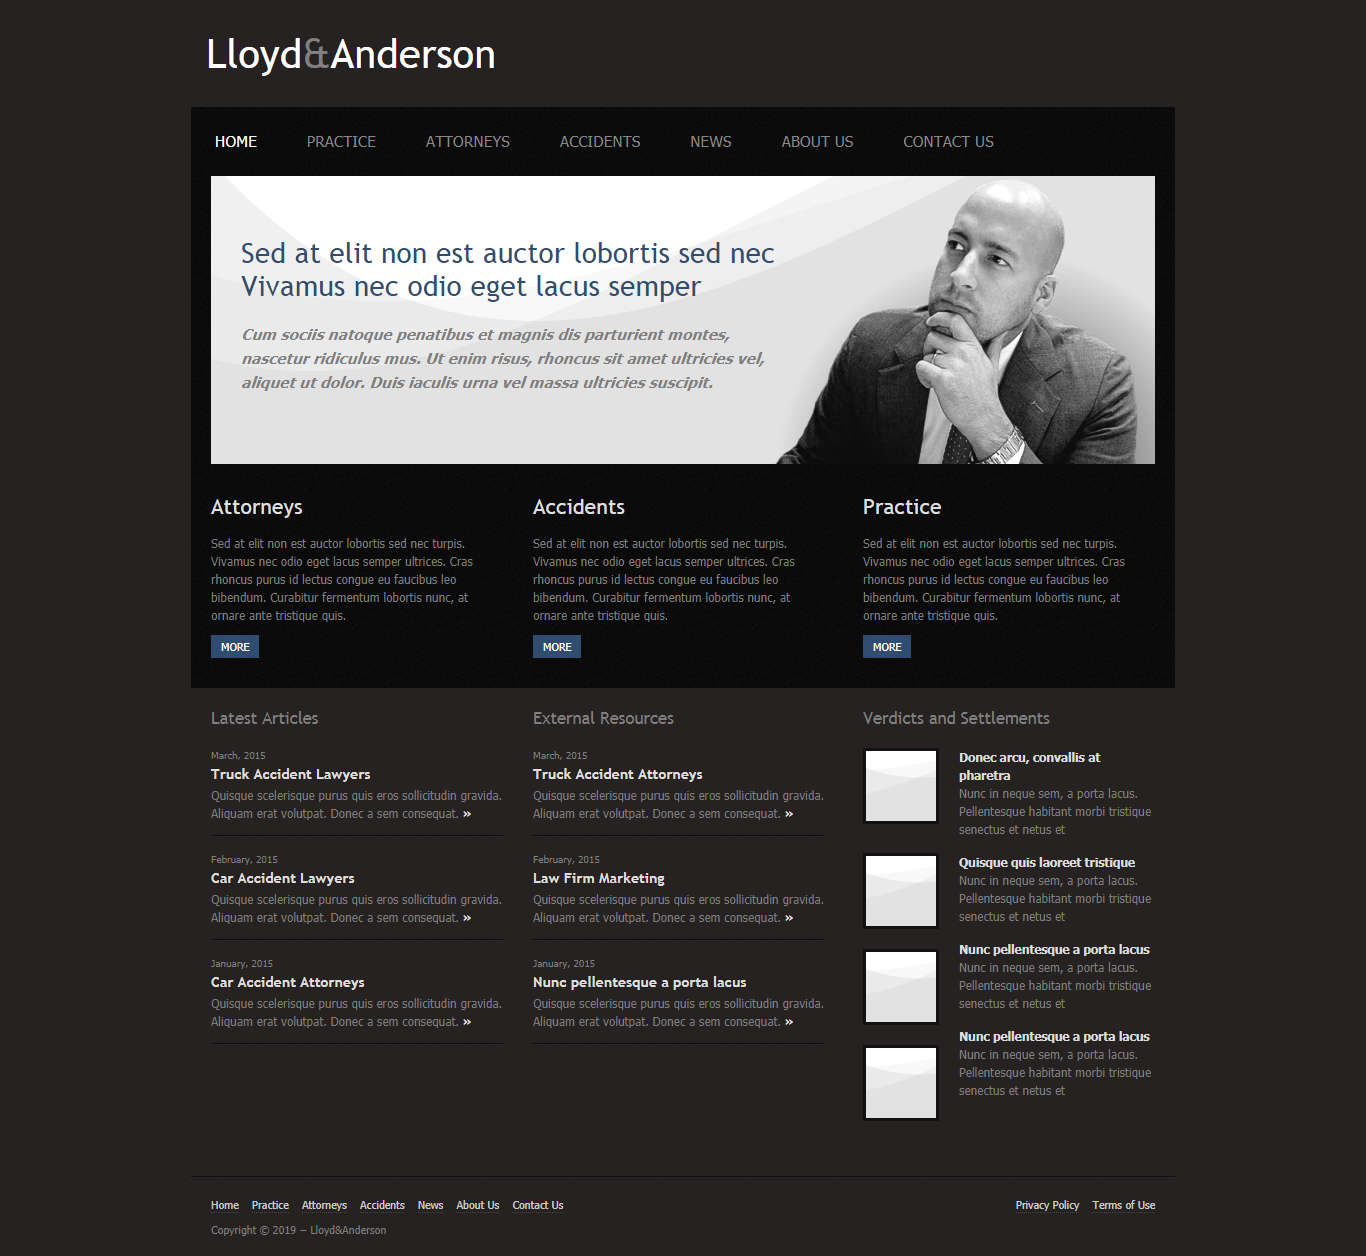 Lloyd&Anderson
HOME PRACTICE ATTORNEYS ACCIDENTS NEWS ABOUT US CONTACT US
Sed at elit non est auctor lobortis sed nec
Vivamus nec odio eget lacus semper
Cum sociis natoque penatibus et magnis dis parturient montes,
nascetur ridiculus mus. Ut enim risus, rhoncus sit amet ultricies vel,
aliquet ut dolor. Duis iaculis urna vel massa ultricies suscipit.
Attorneys
Sed at elit non est auctor lobortis sed nec turpis.
Vivamus nec odio eget lacus semper ultrices. Cras
rhoncus purus id lectus congue eu faucibus leo
bibendum. Curabitur fermentum lobortis nunc, at
ornare ante tristique quis.
MORE
Accidents
Sed at elit non est auctor lobortis sed nec turpis.
Vivamus nec odio eget lacus semper ultrices. Cras
rhoncus purus id lectus congue eu faucibus leo
bibendum. Curabitur fermentum lobortis nunc, at
ornare ante tristique quis.
MORE
Practice
Sed at elit non est auctor lobortis sed nec turpis.
Vivamus nec odio eget lacus semper ultrices. Cras
rhoncus purus id lectus congue eu faucibus leo
bibendum. Curabitur fermentum lobortis nunc, at
ornare ante tristique quis.
MORE
Latest Articles
March, 2015
Truck Accident Lawyers
Quisque scelerisque purus quis eros sollicitudin gravida.
Aliquam erat volutpat. Donec a sem consequat. »
February, 2015
Car Accident Lawyers
Quisque scelerisque purus quis eros sollicitudin gravida.
Aliquam erat volutpat. Donec a sem consequat. »
January, 2015
Car Accident Attorneys
Quisque scelerisque purus quis eros sollicitudin gravida.
Aliquam erat volutpat. Donec a sem consequat. »
External Resources
March, 2015
Truck Accident Attorneys
Quisque scelerisque purus quis eros sollicitudin gravida.
Aliquam erat volutpat. Donec a sem consequat. »
February, 2015
Law Firm Marketing
Quisque scelerisque purus quis eros sollicitudin gravida.
Aliquam erat volutpat. Donec a sem consequat. »
January, 2015
Nunc pellentesque a porta lacus
Quisque scelerisque purus quis eros sollicitudin gravida.
Aliquam erat volutpat. Donec a sem consequat. »
Verdicts and Settlements
Donec arcu, convallis at
pharetra
Nunc in neque sem, a porta lacus.
Pellentesque habitant morbi tristique
senectus et netus et
Quisque quis laoreet tristique
Nunc in neque sem, a porta lacus.
Pellentesque habitant morbi tristique
senectus et netus et
Nunc pellentesque a porta lacus
Nunc in neque sem, a porta lacus.
Pellentesque habitant morbi tristique
senectus et netus et
Nunc pellentesque a porta lacus
Nunc in neque sem, a porta lacus.
Pellentesque habitant morbi tristique
senectus et netus et
Home Practice Attorneys Accidents News About Us Contact Us Privacy Policy Terms of Use
Copyright © 2019 — Lloyd&Anderson